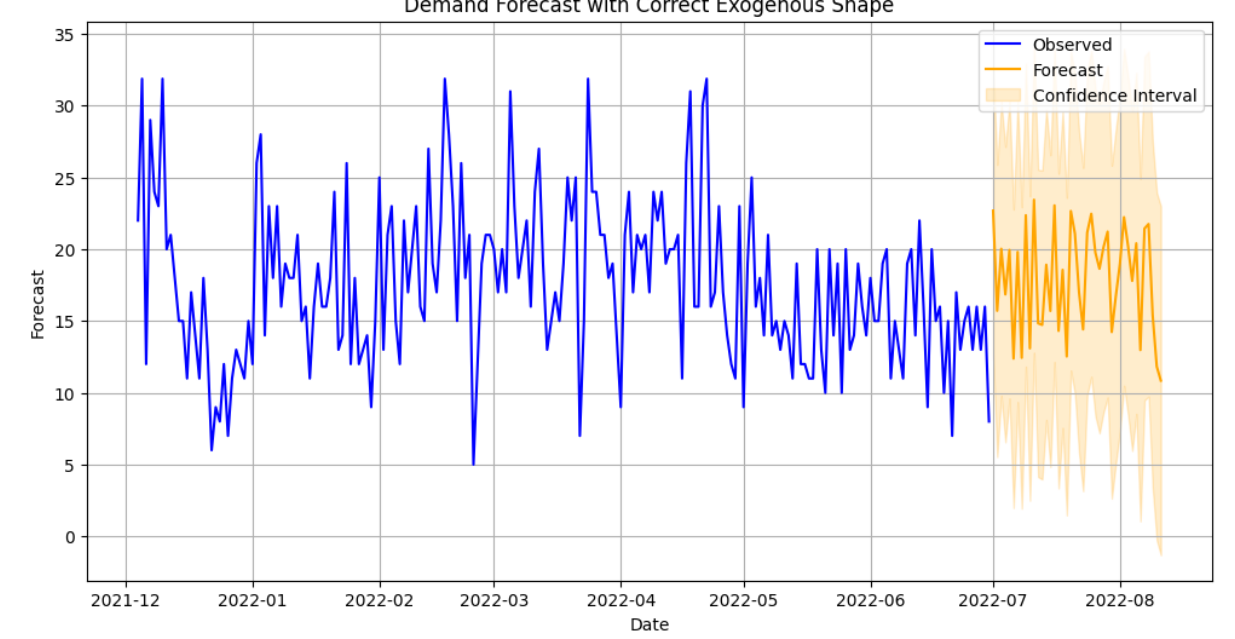 Demand Forecast with Correct Exogenous Shape
35
30
25
20
15
10
5
0
Forecast
Observed
Forecast
Confidence Interval
2021-12
2022-01
2022-02
2022-03
2022-04
2022-05
2022-06
2022-07
2022-08
Date